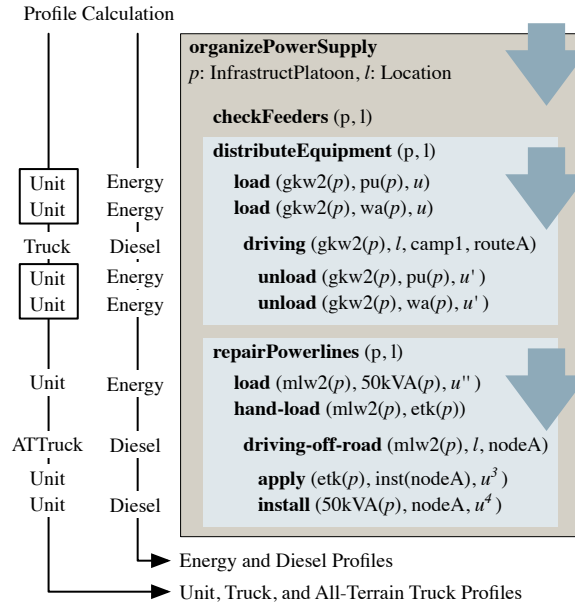 Profile Calculation
organizePowerSupply
p: InfrastructPlatoon, l: Location
checkFeeders (p, l)
distributeEquipment (p, l)
Unit Energy load (gkw2(p), pu(p), u)
Unit Energy load (gkw2(p), wa(p), u)
Truck Diesel driving (gkw2(p), l, camp1, routeA)
Unit Energy unload (gkw2(p), pu(p), u' )
Unit Energy unload (gkw2(p), wa(p), u' )
repairPowerlines (p, l)
Unit Energy load (mlw2(p), 50kVA(p), u'' )
hand-load (mlw2(p), etk(p))
ATTruck Diesel driving-off-road (mlw2(p), l, nodeA)
Unit apply (etk(p), inst(nodeA), u³ )
Unit Diesel install (50kVA(p), nodeA, u⁴ )
Energy and Diesel Profiles
Unit, Truck, and All-Terrain Truck Profiles